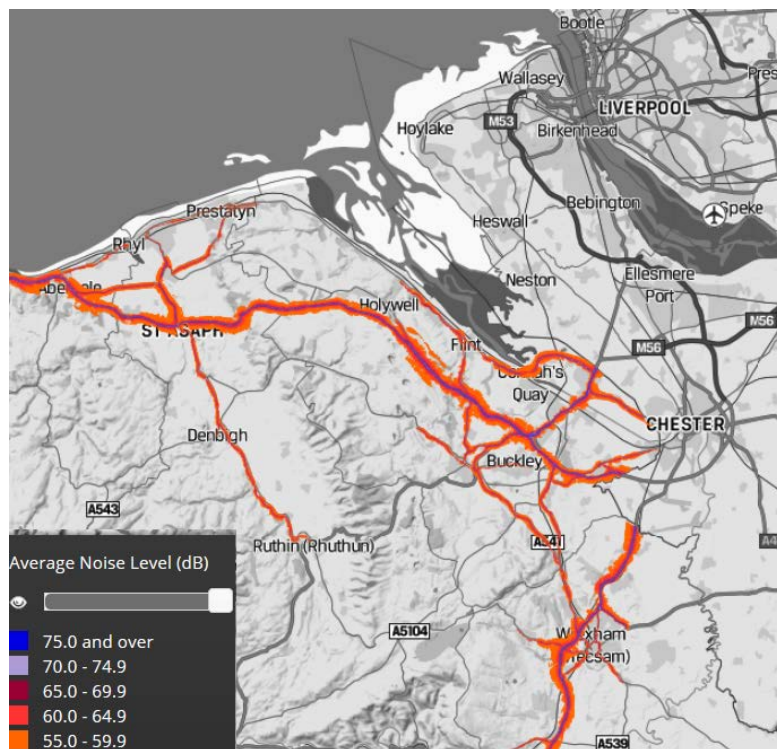 Bootle
Wallasey
Pres
LIVERPOOL
Hoylake
M53
Birkenhead
Prestatyn
Bebington
Speke
Rhyl
Heswall
Ellesmere
Port
Neston
Holywell
ST ASAPH
M56
Flint
M56
Quay
CHESTER
Denbigh
Buckley
A543
Ruthin (Rhuthun)
A541
A4
Average Noise Level (dB)
A5104
75.0 and over
70.0 - 74.9
65.0 - 69.9
60.0 - 64.9
55.0 - 59.9
A539